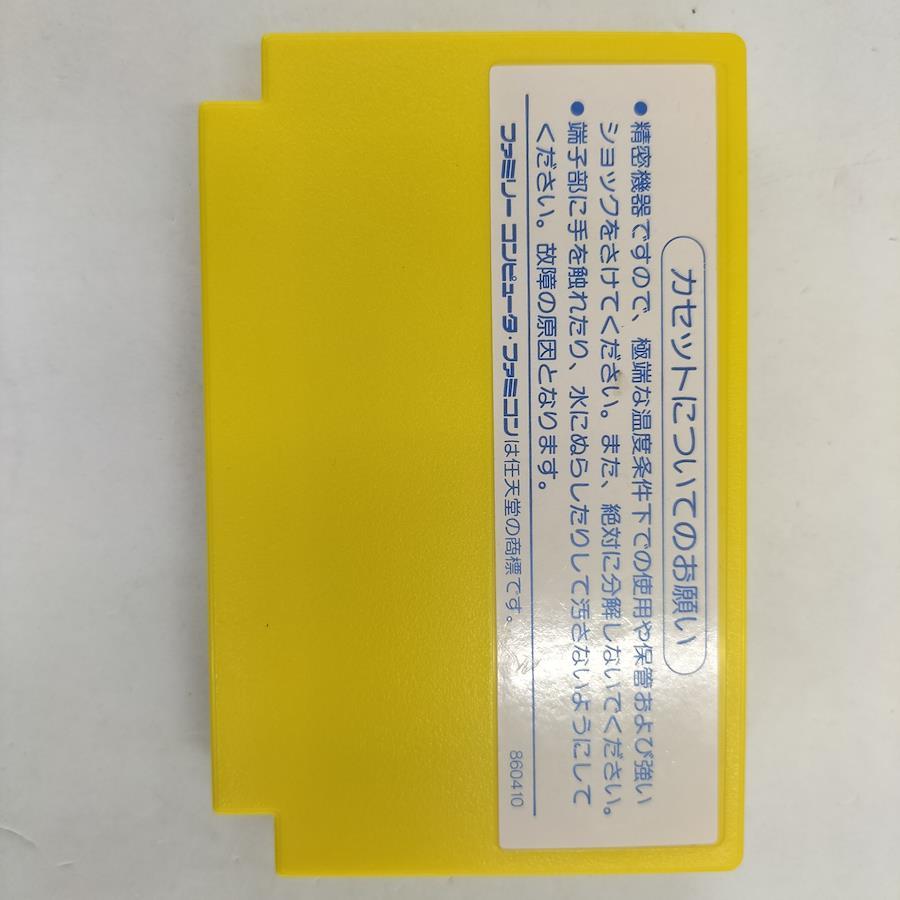 カセットについてのお願い
●精密機器ですので、極端な温度条件下での使用や保管および強い
ショックをさけてください。また、絶対に分解しないでください。
●端子部に手を触れたり、水にぬらしたりして汚さないようにして
ください。故障の原因となります。
ファミリー コンピュータ・ファミコンは任天堂の商標です。
860410